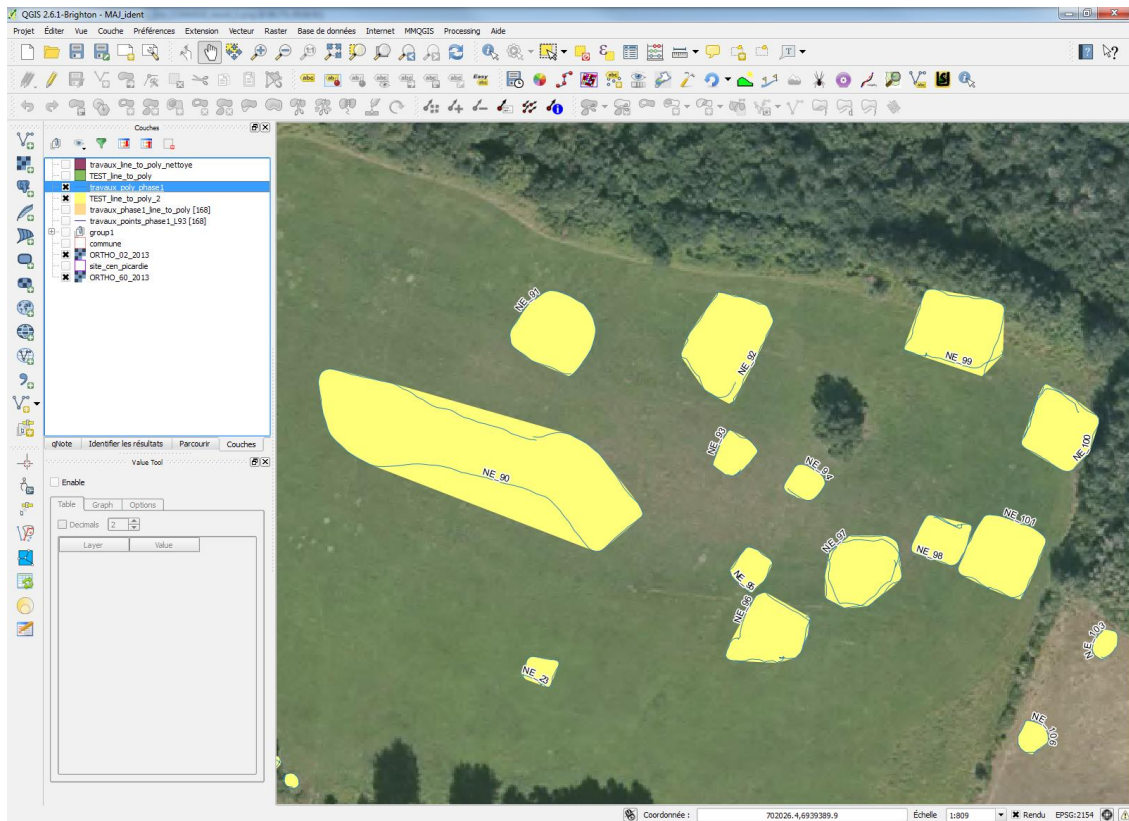 QGIS 2.6.1-Brighton - MAJ_ident
Projet Éditer Vue Couche Préférences Extension Vecteur Raster Base de données Internet MMQGIS Processing Aide
Couches
travaux_line_to_poly_nettoye
TEST_line_to_poly
travaux_poly_phase1
TEST_line_to_poly_2
travaux_phase1_line_to_poly [168]
travaux_points_phase1_L93 [168]
group1
commune
ORTHO_02_2013
site_cen_picardie
ORTHO_60_2013
qNote Identifier les résultats Parcourir Couches
Value Tool
Enable
Table Graph Options
Decimals 2
Layer Value
NE_91
NE_92
NE_99
NE_100
NE_93
NE_94
NE_90
NE_101
NE_97
NE_98
NE_95
NE_96
NE_103
NE_23
NE_106
Coordonnée : 702026.4,6939389.9 Échelle 1:809 Rendu EPSG:2154